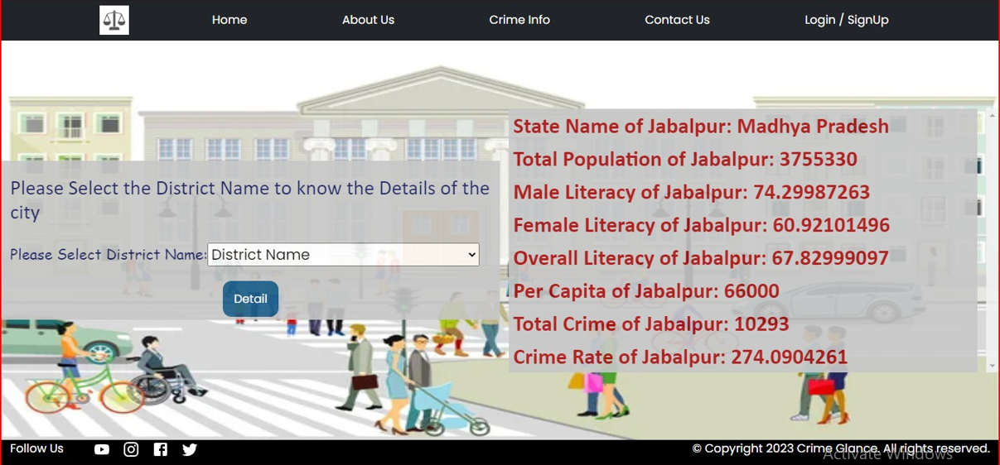 Home About Us Crime Info Contact Us Login / SignUp
Please Select the District Name to know the Details of the
city
Please Select District Name: District Name
Detail
State Name of Jabalpur: Madhya Pradesh
Total Population of Jabalpur: 3755330
Male Literacy of Jabalpur: 74.29987263
Female Literacy of Jabalpur: 60.92101496
Overall Literacy of Jabalpur: 67.82999097
Per Capita of Jabalpur: 66000
Total Crime of Jabalpur: 10293
Crime Rate of Jabalpur: 274.0904261
Follow Us © Copyright 2023 Crime Glance. All rights reserved.
Activate Windows